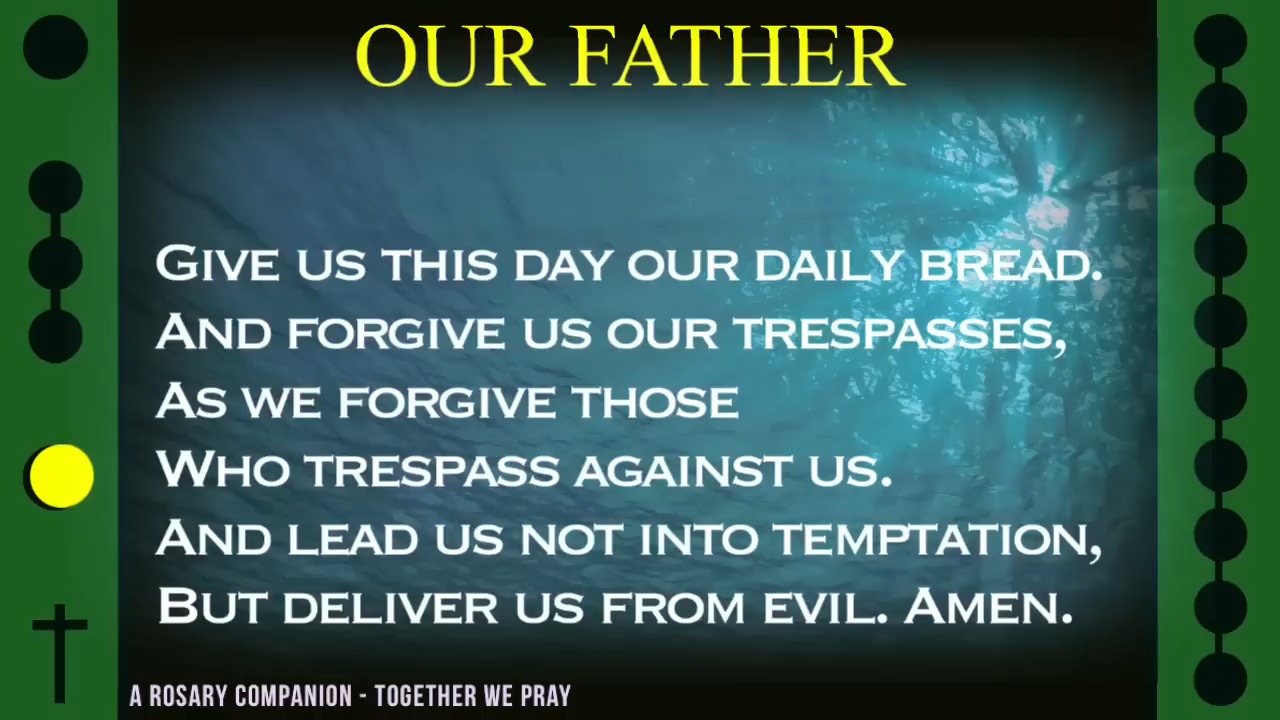 OUR FATHER
Give us this day our daily bread.
And forgive us our trespasses,
As we forgive those
Who trespass against us.
And lead us not into temptation,
But deliver us from evil. Amen.
A ROSARY COMPANION - TOGETHER WE PRAY